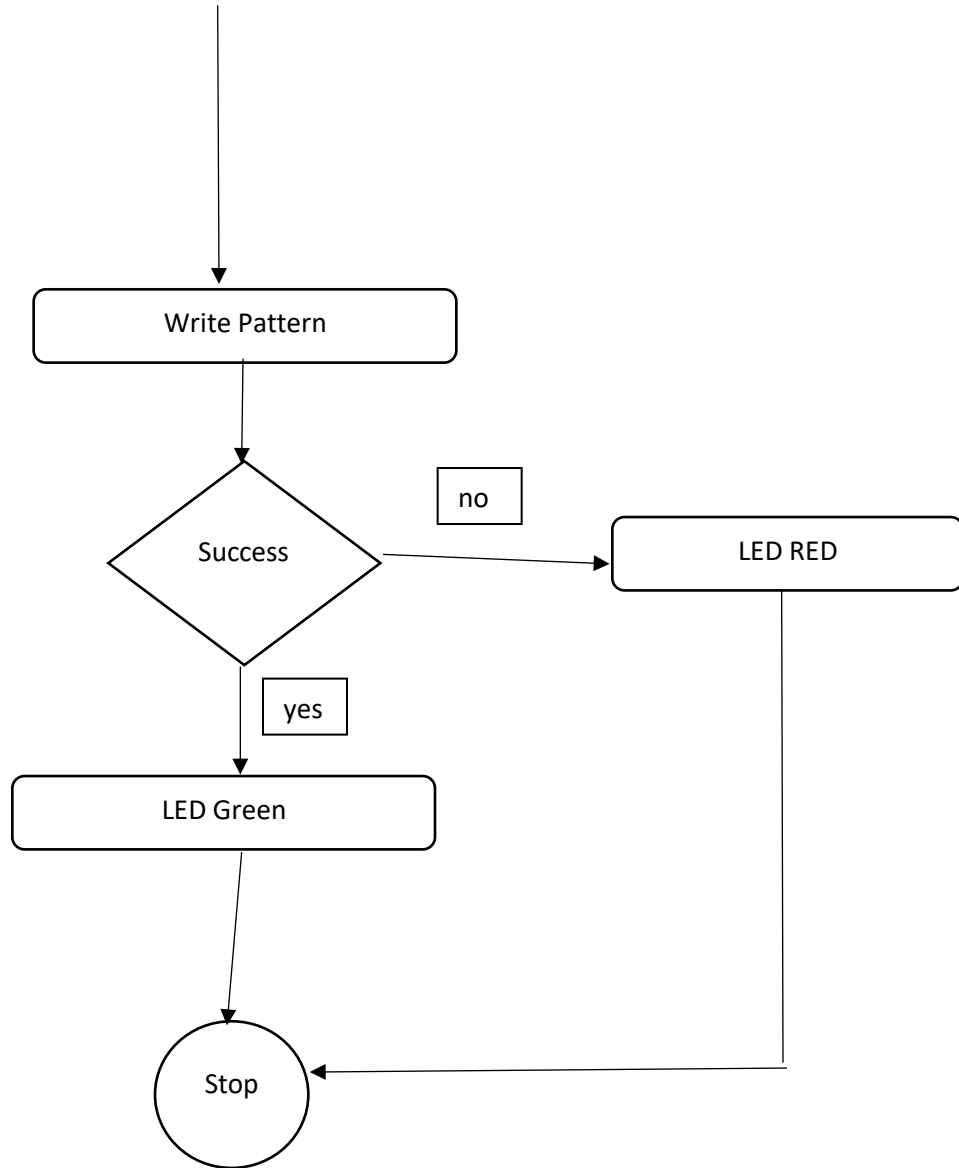 Write Pattern
no
Success
LED RED
yes
LED Green
Stop